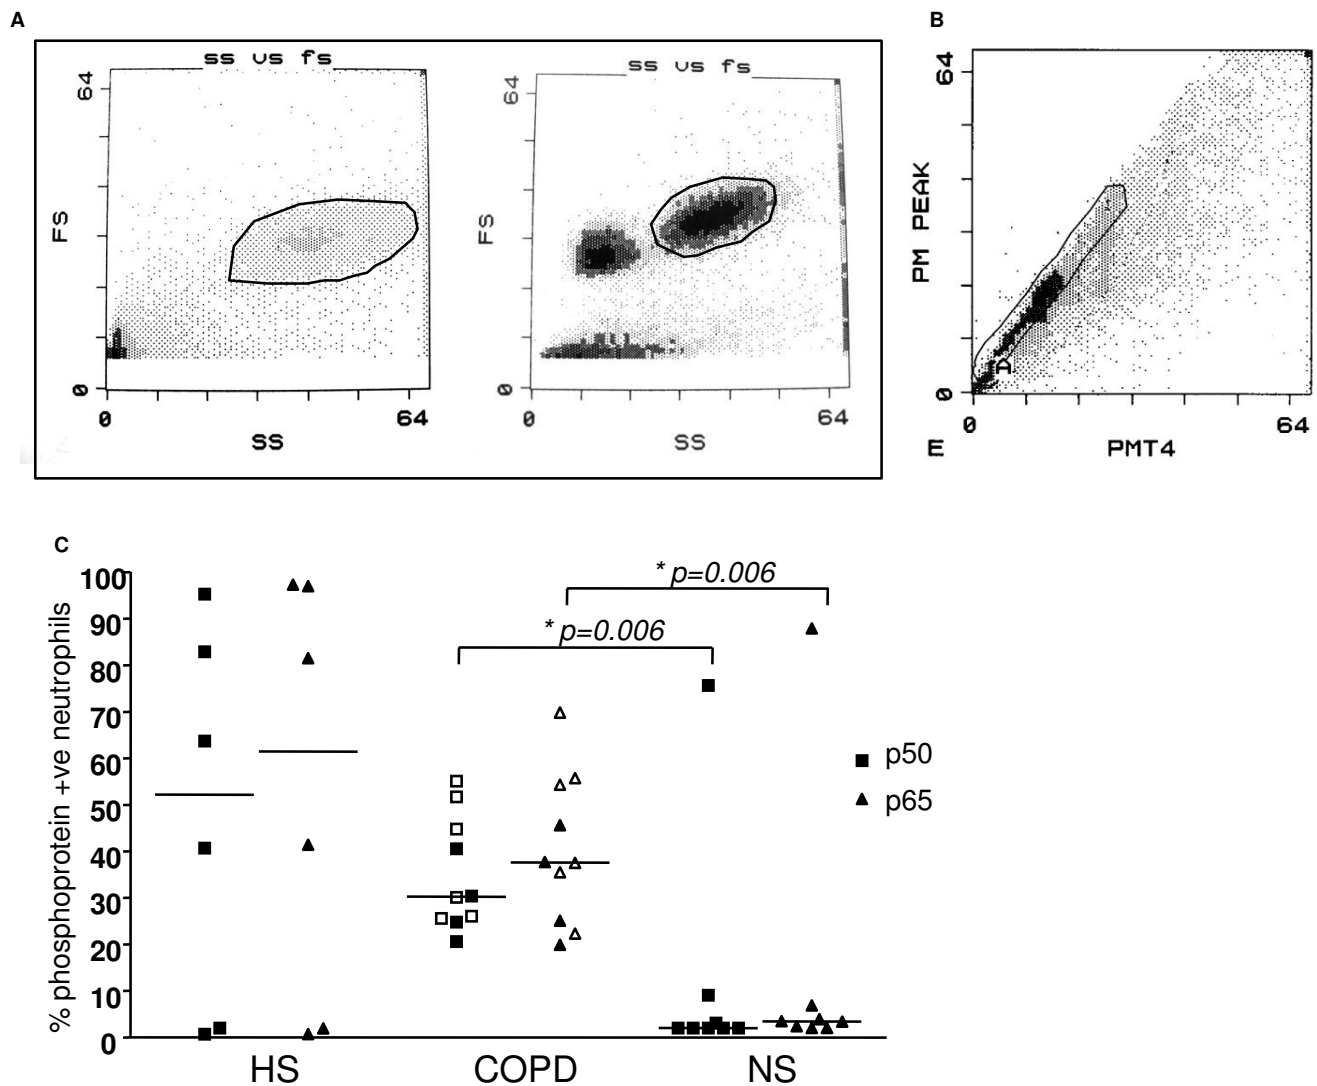 A
B
ss vs fs
64
FS
0
0
64
SS
ss vs fs
64
FS
0
0
64
SS
64
PM PEAK
A
0
0
64
E
PMT4
C
% phosphoprotein +ve neutrophils
100
90
80
70
60
50
40
30
20
10
0
* p=0.006
* p=0.006
p50
p65
HS
COPD
NS